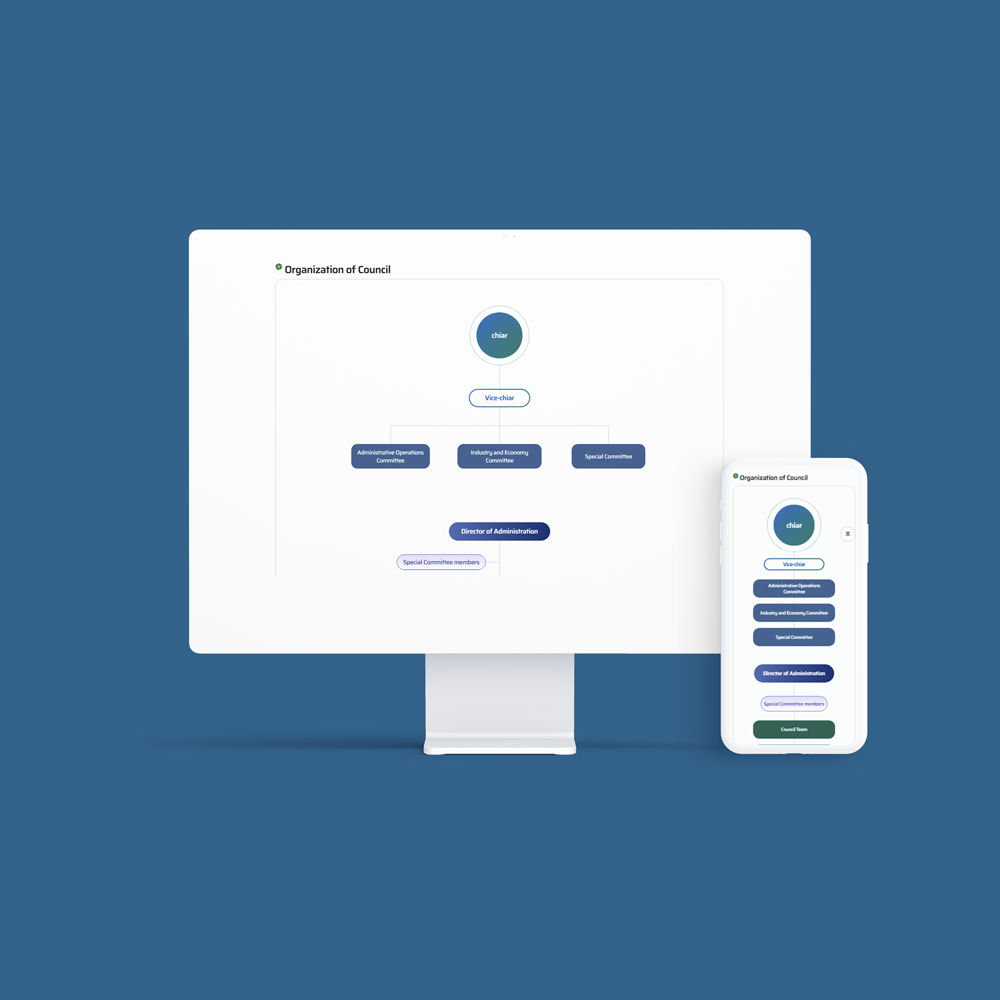 Organization of Council
chiar
Vice-chiar
Administrative Operations
Committee
Industry and Economy
Committee
Special Committee
Director of Administration
Special Committee members
Organization of Council
chiar
Vice-chiar
Administrative Operations
Committee
Industry and Economy Committee
Special Committee
Director of Administration
Special Committee members
Council Team